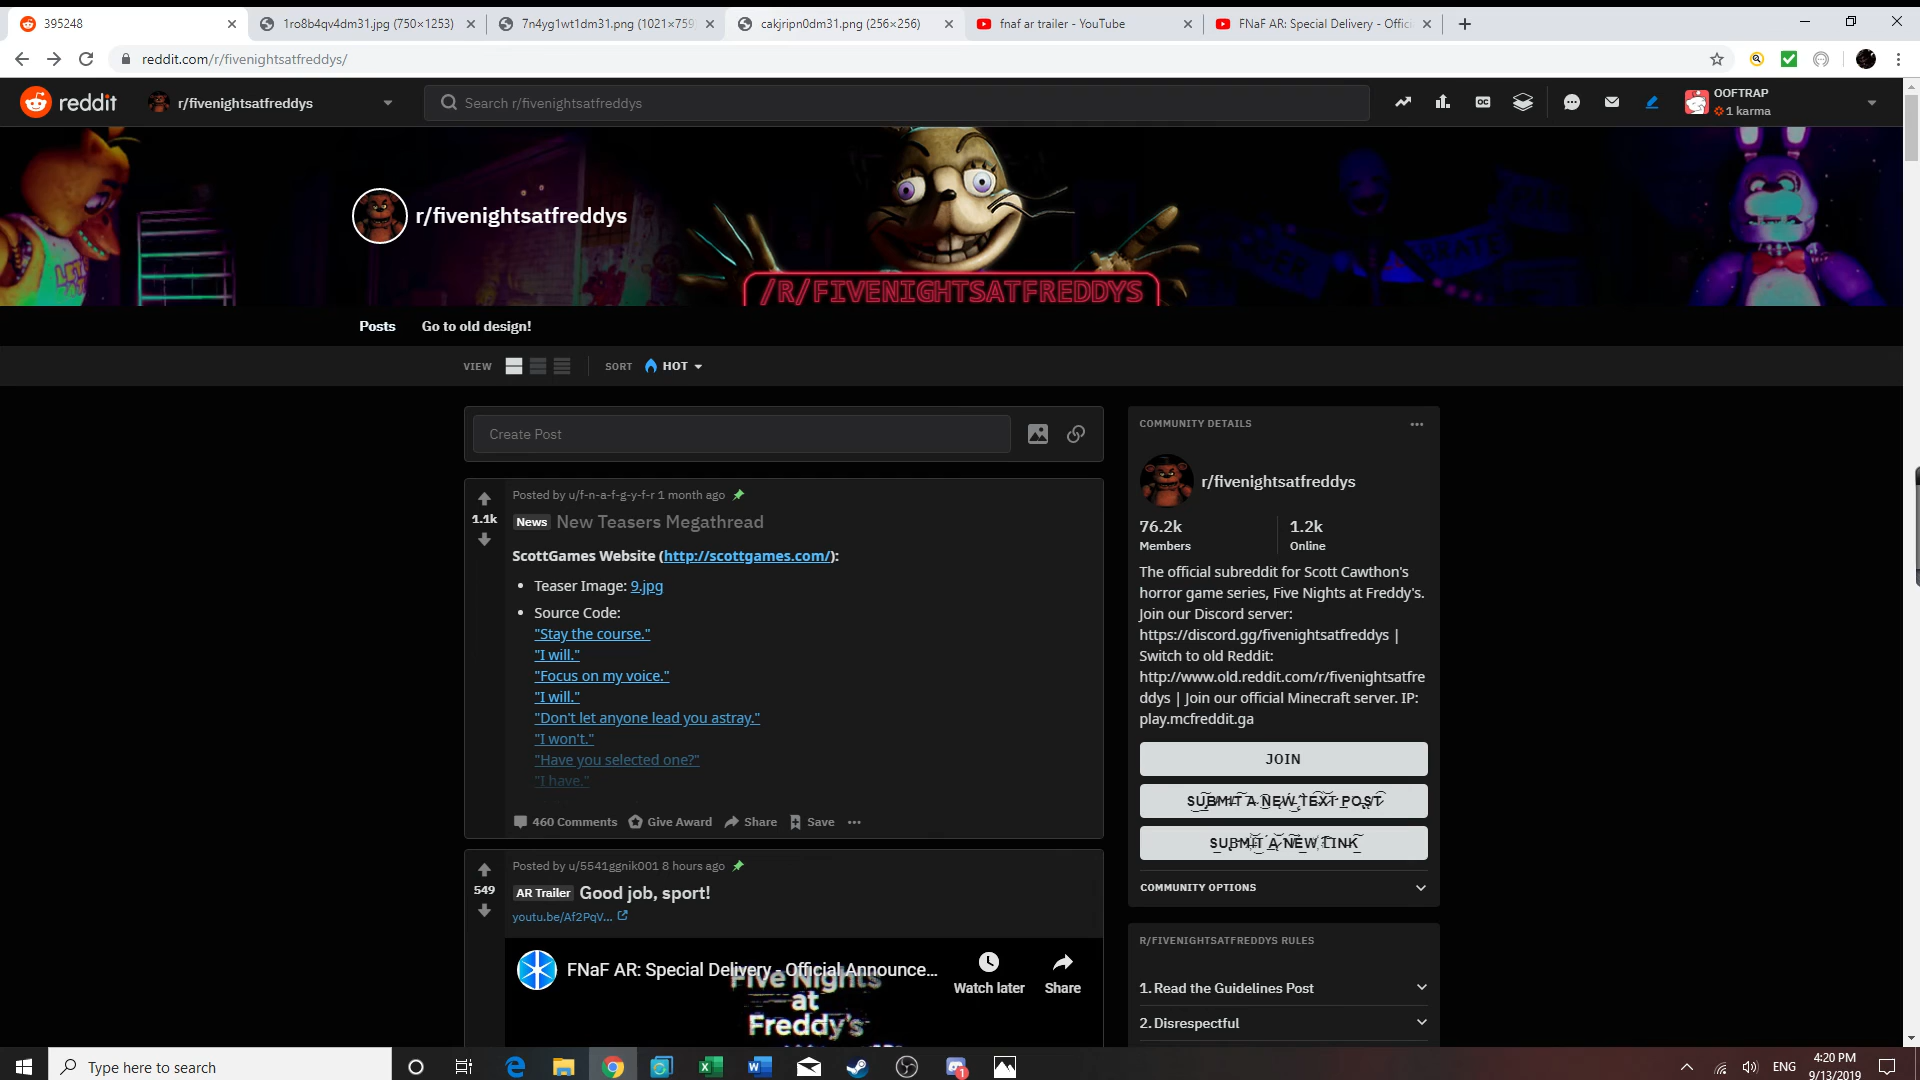 395248
1ro8b4qv4dm31.jpg (750×1253)
7n4yg1wt1dm31.png (1021×759
cakjripn0dm31.png (256×256)
fnaf ar trailer - YouTube
FNaF AR: Special Delivery - Offici
reddit.com/r/fivenightsatfreddys/
reddit
r/fivenightsatfreddys
Search r/fivenightsatfreddys
OC
OOFTRAP
1 karma
r/fivenightsatfreddys
/R/FIVENIGHTSATFREDDYS
Posts
Go to old design!
VIEW
SORT
HOT
Create Post
Posted by u/f-n-a-f-g-y-f-r 1 month ago
1.1k
News New Teasers Megathread
ScottGames Website (http://scottgames.com/):
• Teaser Image: 9.jpg
• Source Code:
"Stay the course."
"I will."
"Focus on my voice."
"I will."
"Don't let anyone lead you astray."
"I won't."
"Have you selected one?"
"I have."
460 Comments
Give Award
Share
Save
Posted by u/5541ggnik001 8 hours ago
549
AR Trailer Good job, sport!
youtu.be/Af2PqV...
FNaF AR: Special Delivery - Official Announce...
Watch later
Share
Five Nights
at
Freddy's
COMMUNITY DETAILS
r/fivenightsatfreddys
76.2k
Members
1.2k
Online
The official subreddit for Scott Cawthon's
horror game series, Five Nights at Freddy's.
Join our Discord server:
https://discord.gg/fivenightsatfreddys |
Switch to old Reddit:
http://www.old.reddit.com/r/fivenightsatfre
ddys | Join our official Minecraft server. IP:
play.mcfreddit.ga
JOIN
SUBMIT A NEW TEXT POST
SUBMIT A NEW LINK
COMMUNITY OPTIONS
R/FIVENIGHTSATFREDDYS RULES
1. Read the Guidelines Post
2. Disrespectful
Type here to search
1
ENG
4:20 PM
9/13/2019